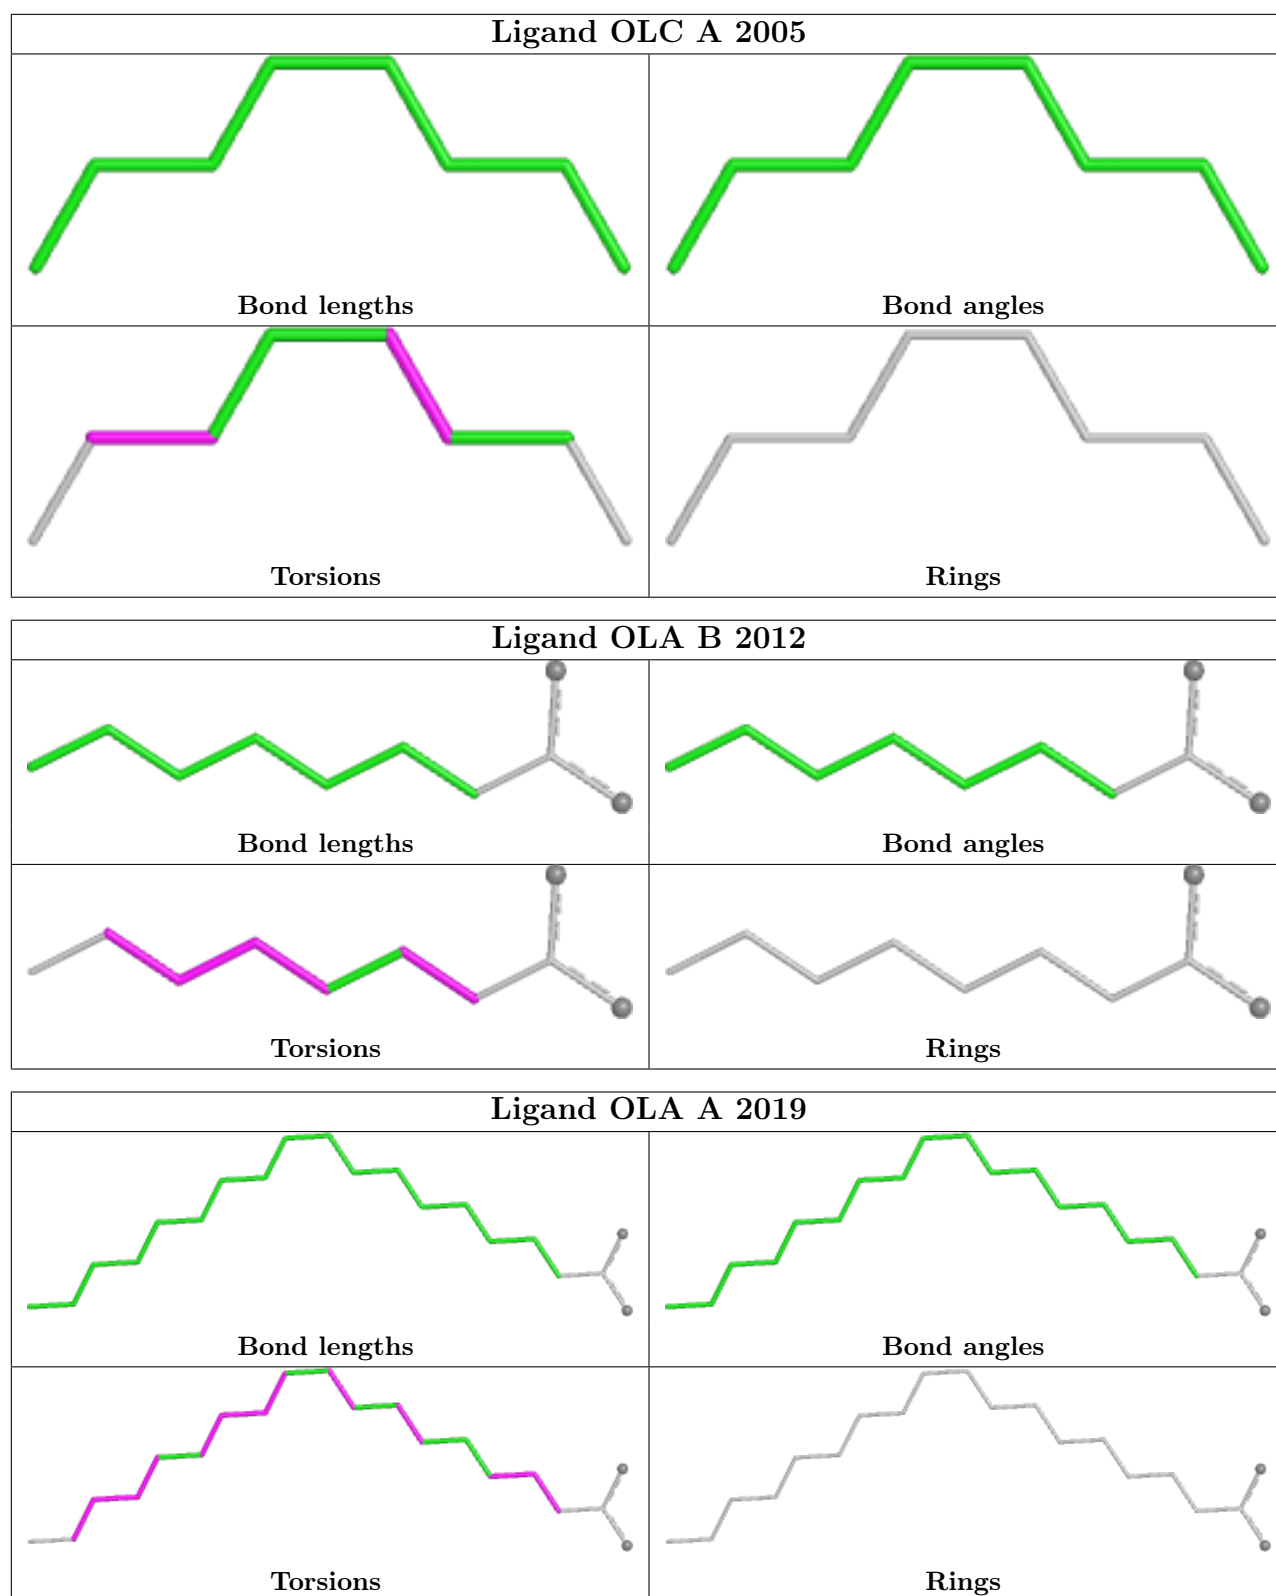 Ligand OLC A 2005
Bond lengths
Bond angles
Torsions
Rings
Ligand OLA B 2012
Bond lengths
Bond angles
Torsions
Rings
Ligand OLA A 2019
Bond lengths
Bond angles
Torsions
Rings